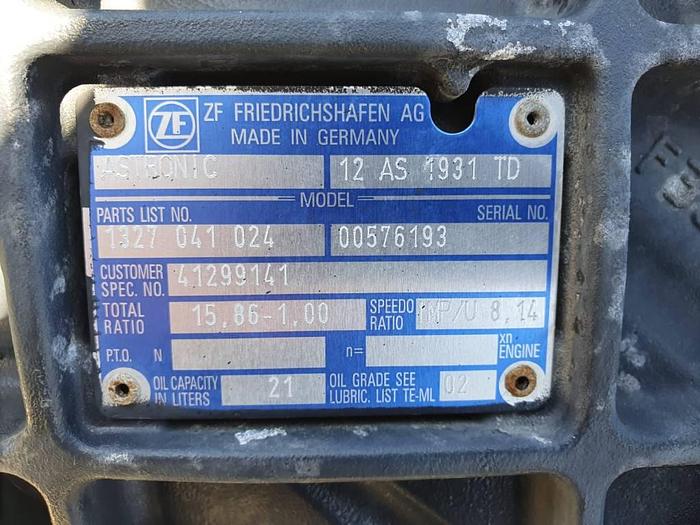 ZF ZF FRIEDRICHSHAFEN AG
MADE IN GERMANY
ASTRONIC 12 AS 1931 TD
MODEL
PARTS LIST NO. SERIAL NO.
1327 041 024 00576193
CUSTOMER SPEC. NO. 41299141
TOTAL RATIO 15,86-1,00 SPEEDO RATIO IMP/U 8,14
P.T.O. N n= xn ENGINE
OIL CAPACITY IN LITERS 21 OIL GRADE SEE LUBRIC. LIST TE-ML 02